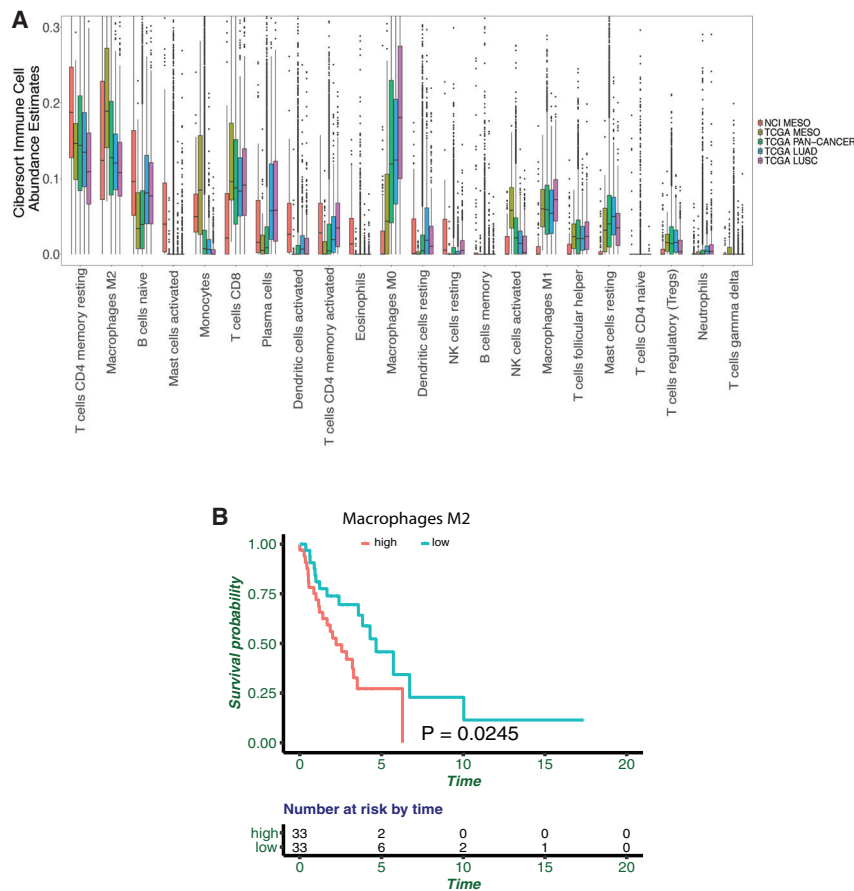 A
Cibersort Immune Cell
Abundance Estimates
0.3
0.2
0.1
0.0
NCI MESO
TCGA MESO
TCGA PAN-CANCER
TCGA LUAD
TCGA LUSC
T cells CD4 memory resting
Macrophages M2
B cells naive
Mast cells activated
Monocytes
T cells CD8
Plasma cells
Dendritic cells activated
T cells CD4 memory activated
Eosinophils
Macrophages M0
Dendritic cells resting
NK cells resting
B cells memory
NK cells activated
Macrophages M1
T cells follicular helper
Mast cells resting
T cells CD4 naive
T cells regulatory (Tregs)
Neutrophils
T cells gamma delta
B
Macrophages M2
high low
Survival probability
1.00
0.75
0.50
0.25
0.00
P = 0.0245
0 5 10 15 20
Time
Number at risk by time
high 33 2 0 0 0
low 33 6 2 1 0
0 5 10 15 20
Time